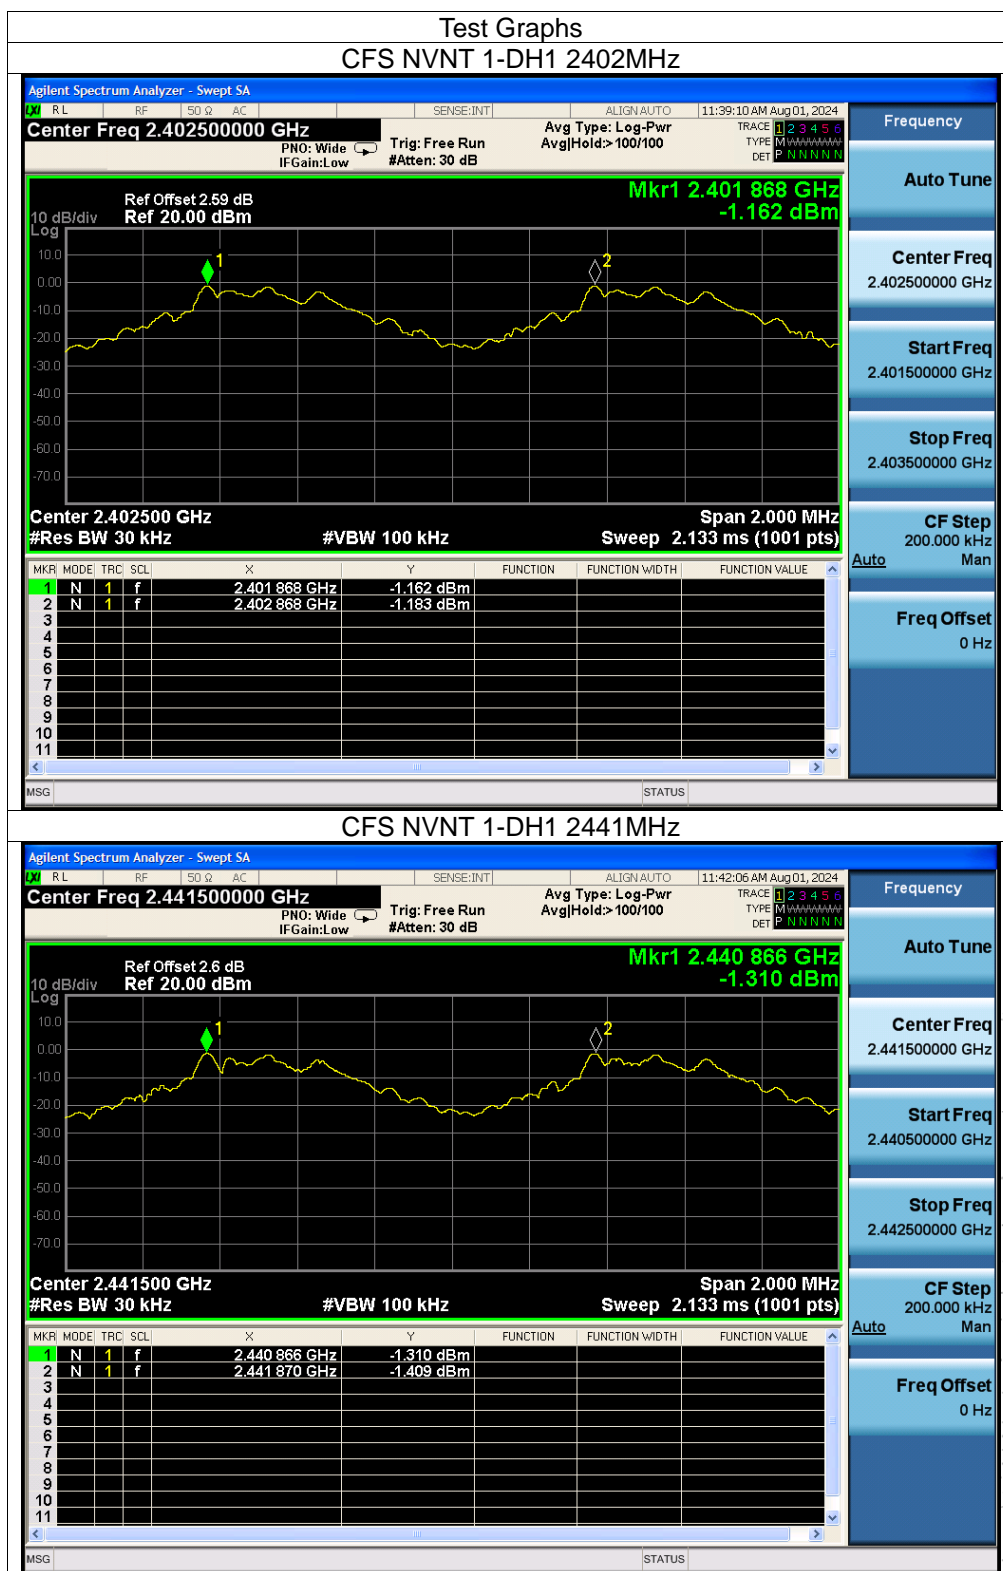 Test Graphs
CFS NVNT 1-DH1 2402MHz
Agilent Spectrum Analyzer - Swept SA
LXI RL RF 50 Ω AC SENSE:INT ALIGN AUTO 11:39:10 AM Aug 01, 2024
Center Freq 2.402500000 GHz
PNO: Wide
IFGain:Low
Trig: Free Run
#Atten: 30 dB
Avg Type: Log-Pwr
Avg|Hold:>100/100
TRACE 1 2 3 4 5 6
TYPE M W W W W W
DET P N N N N N
Frequency
Auto Tune
Mkr1 2.401 868 GHz
-1.162 dBm
Ref Offset 2.59 dB
10 dB/div Ref 20.00 dBm
Log
10.0
0.00
-10.0
-20.0
-30.0
-40.0
-50.0
-60.0
-70.0
1
2
Center Freq
2.402500000 GHz
Start Freq
2.401500000 GHz
Stop Freq
2.403500000 GHz
CF Step
200.000 kHz
Auto Man
Freq Offset
0 Hz
Center 2.402500 GHz Span 2.000 MHz
#Res BW 30 kHz #VBW 100 kHz Sweep 2.133 ms (1001 pts)
MKR MODE TRC SCL X Y FUNCTION FUNCTION WIDTH FUNCTION VALUE
1 N 1 f 2.401 868 GHz -1.162 dBm
2 N 1 f 2.402 868 GHz -1.183 dBm
3
4
5
6
7
8
9
10
11
MSG STATUS
CFS NVNT 1-DH1 2441MHz
Agilent Spectrum Analyzer - Swept SA
LXI RL RF 50 Ω AC SENSE:INT ALIGN AUTO 11:42:06 AM Aug 01, 2024
Center Freq 2.441500000 GHz
PNO: Wide
IFGain:Low
Trig: Free Run
#Atten: 30 dB
Avg Type: Log-Pwr
Avg|Hold:>100/100
TRACE 1 2 3 4 5 6
TYPE M W W W W W
DET P N N N N N
Frequency
Auto Tune
Mkr1 2.440 866 GHz
-1.310 dBm
Ref Offset 2.6 dB
10 dB/div Ref 20.00 dBm
Log
10.0
0.00
-10.0
-20.0
-30.0
-40.0
-50.0
-60.0
-70.0
1
2
Center Freq
2.441500000 GHz
Start Freq
2.440500000 GHz
Stop Freq
2.442500000 GHz
CF Step
200.000 kHz
Auto Man
Freq Offset
0 Hz
Center 2.441500 GHz Span 2.000 MHz
#Res BW 30 kHz #VBW 100 kHz Sweep 2.133 ms (1001 pts)
MKR MODE TRC SCL X Y FUNCTION FUNCTION WIDTH FUNCTION VALUE
1 N 1 f 2.440 866 GHz -1.310 dBm
2 N 1 f 2.441 870 GHz -1.409 dBm
3
4
5
6
7
8
9
10
11
MSG STATUS